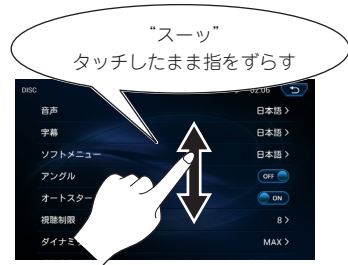 “スーッ”
タッチしたまま指をずらす
DISC
02:06
音声 日本語
字幕 日本語
ソフトメニュー 日本語
アングル OFF
オートスター ON
視聴制限 8
ダイナミ MAX